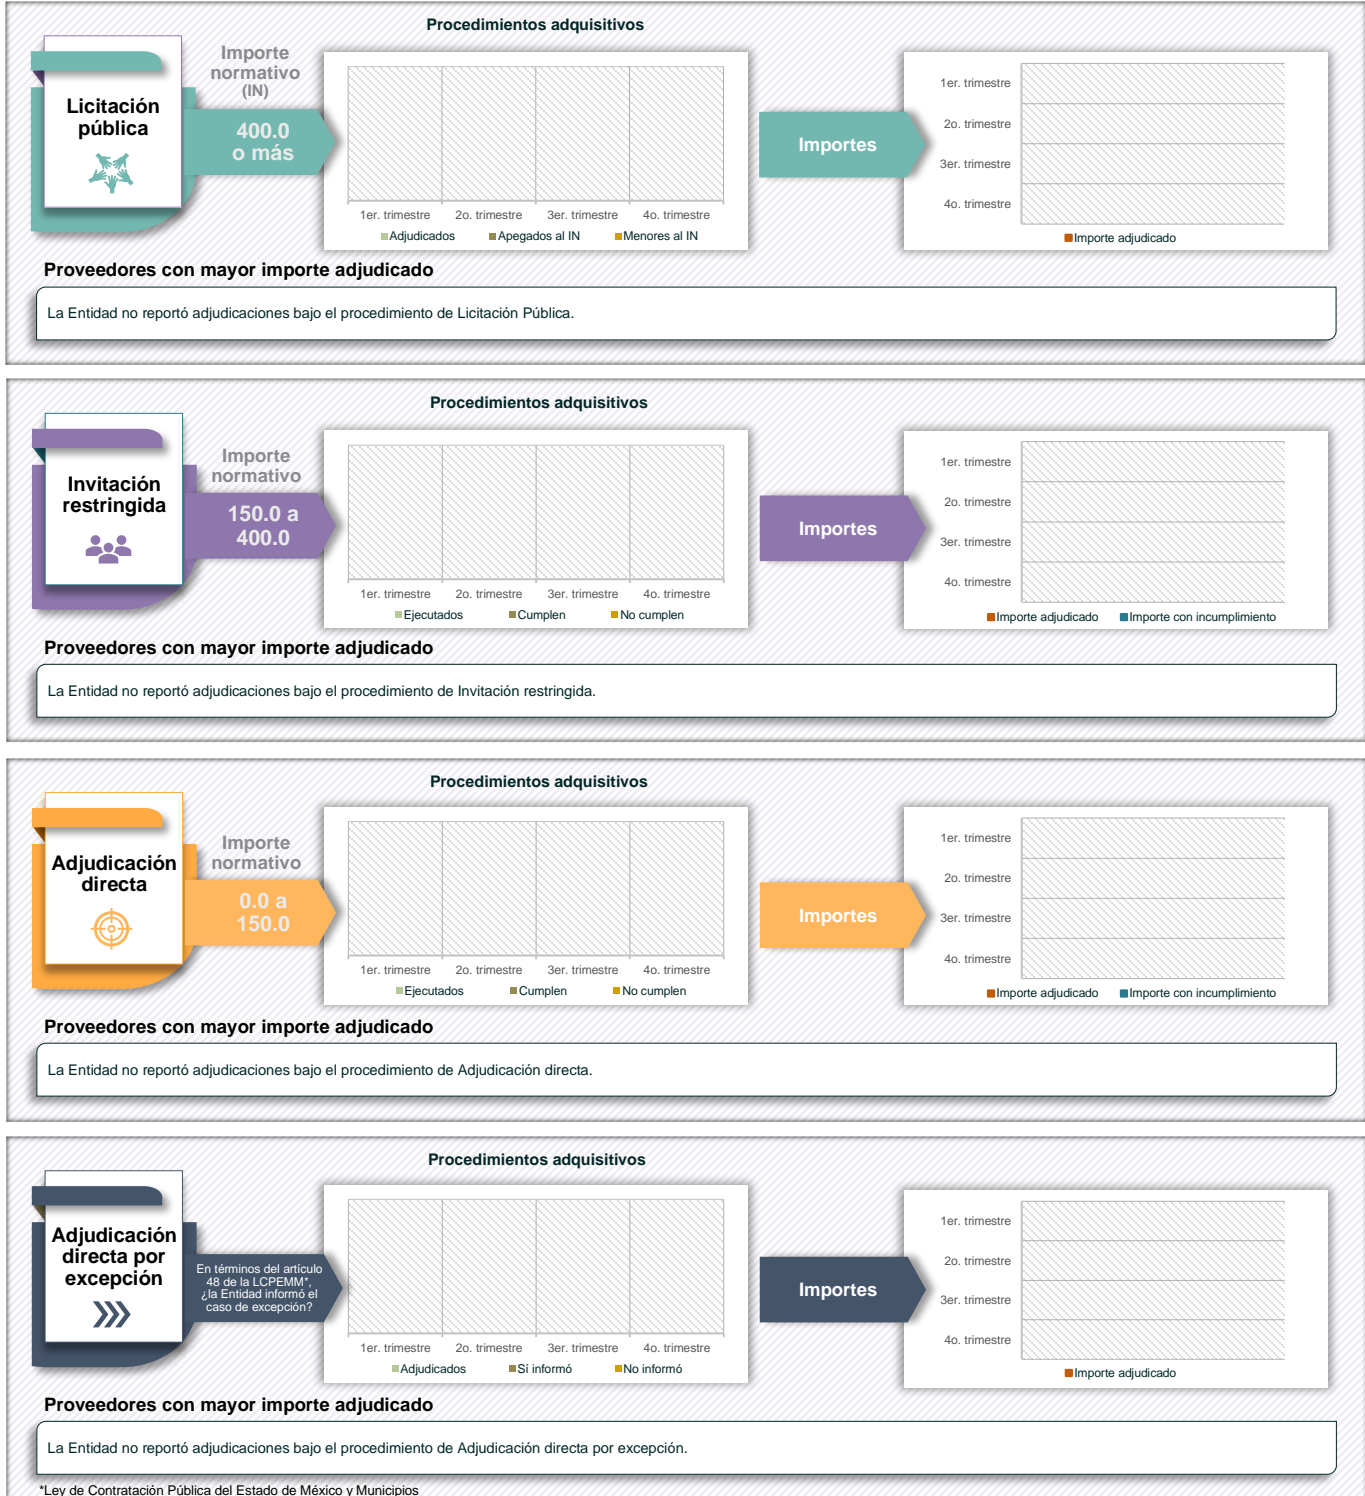 Procedimientos adquisitivos
Licitación
pública
Importe
normativo
(IN)
400.0
o más
1er. trimestre 2o. trimestre 3er. trimestre 4o. trimestre
Adjudicados Apegados al IN Menores al IN
Importes
1er. trimestre
2o. trimestre
3er. trimestre
4o. trimestre
Importe adjudicado
Proveedores con mayor importe adjudicado
La Entidad no reportó adjudicaciones bajo el procedimiento de Licitación Pública.
Procedimientos adquisitivos
Invitación
restringida
Importe
normativo
150.0 a
400.0
1er. trimestre 2o. trimestre 3er. trimestre 4o. trimestre
Ejecutados Cumplen No cumplen
Importes
1er. trimestre
2o. trimestre
3er. trimestre
4o. trimestre
Importe adjudicado Importe con incumplimiento
Proveedores con mayor importe adjudicado
La Entidad no reportó adjudicaciones bajo el procedimiento de Invitación restringida.
Procedimientos adquisitivos
Adjudicación
directa
Importe
normativo
0.0 a
150.0
1er. trimestre 2o. trimestre 3er. trimestre 4o. trimestre
Ejecutados Cumplen No cumplen
Importes
1er. trimestre
2o. trimestre
3er. trimestre
4o. trimestre
Importe adjudicado Importe con incumplimiento
Proveedores con mayor importe adjudicado
La Entidad no reportó adjudicaciones bajo el procedimiento de Adjudicación directa.
Procedimientos adquisitivos
Adjudicación
directa por
excepción
En términos del artículo
48 de la LCPEMM*,
¿la Entidad informó el
caso de excepción?
1er. trimestre 2o. trimestre 3er. trimestre 4o. trimestre
Adjudicados Sí informó No informó
Importes
1er. trimestre
2o. trimestre
3er. trimestre
4o. trimestre
Importe adjudicado
Proveedores con mayor importe adjudicado
La Entidad no reportó adjudicaciones bajo el procedimiento de Adjudicación directa por excepción.
*Ley de Contratación Pública del Estado de México y Municipios